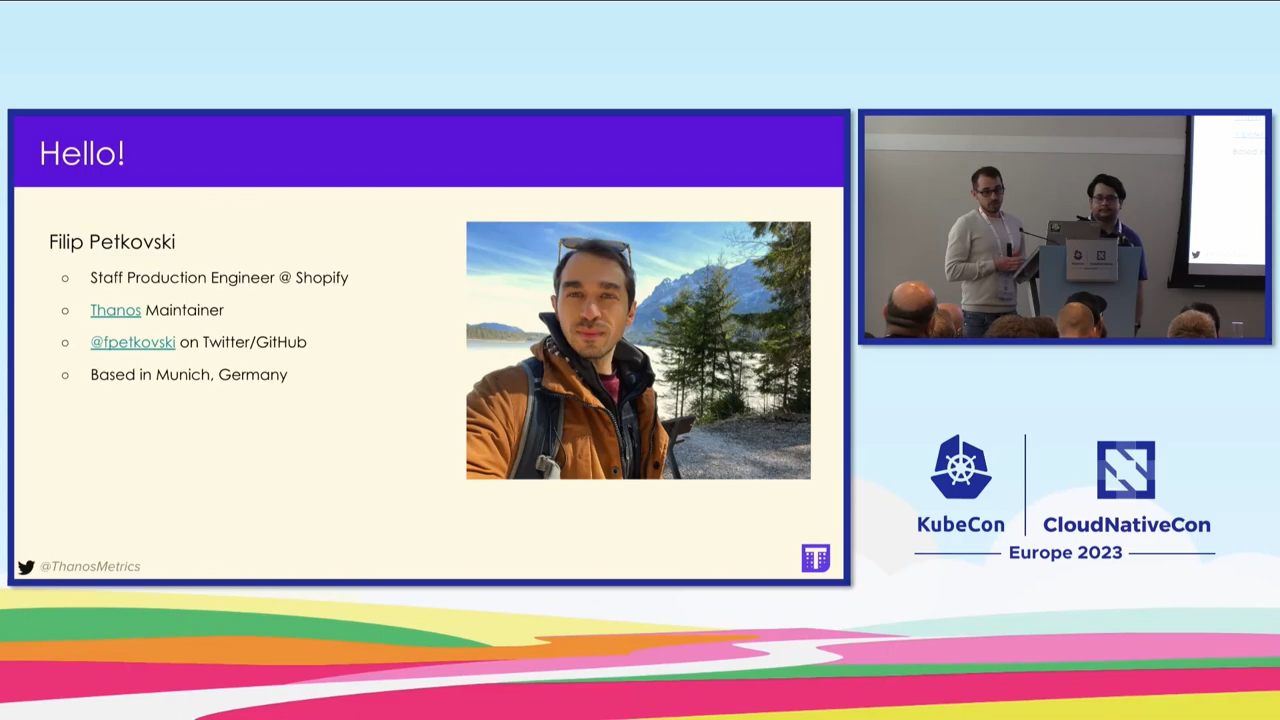 Hello!
Filip Petkovski
Staff Production Engineer @ Shopify
Thanos Maintainer
@fpetkovski on Twitter/GitHub
Based in Munich, Germany
@ThanosMetrics
T
KubeCon
CloudNativeCon
Europe 2023